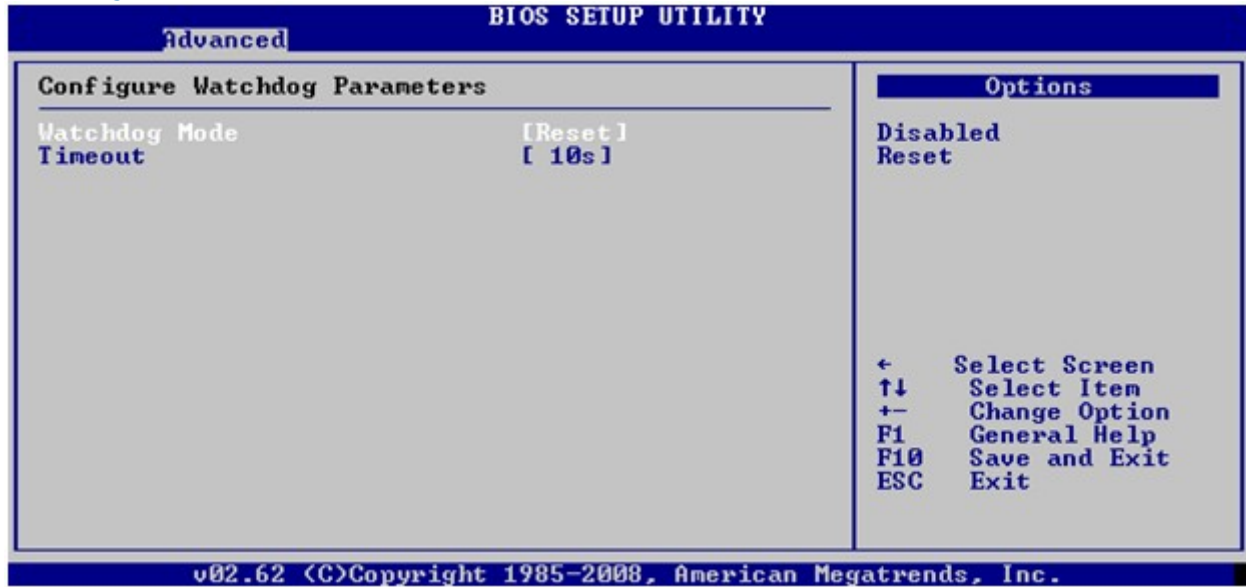 BIOS SETUP UTILITY
Advanced
Configure Watchdog Parameters
Watchdog Mode [Reset]
Timeout [ 10s]
Options
Disabled
Reset
← Select Screen
↑↓ Select Item
+- Change Option
F1 General Help
F10 Save and Exit
ESC Exit
v02.62 (C)Copyright 1985-2008, American Megatrends, Inc.